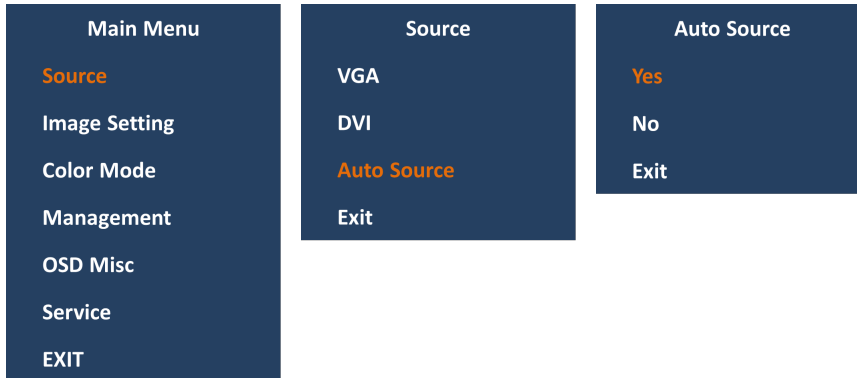 Main Menu
Source
Image Setting
Color Mode
Management
OSD Misc
Service
EXIT
Source
VGA
DVI
Auto Source
Exit
Auto Source
Yes
No
Exit